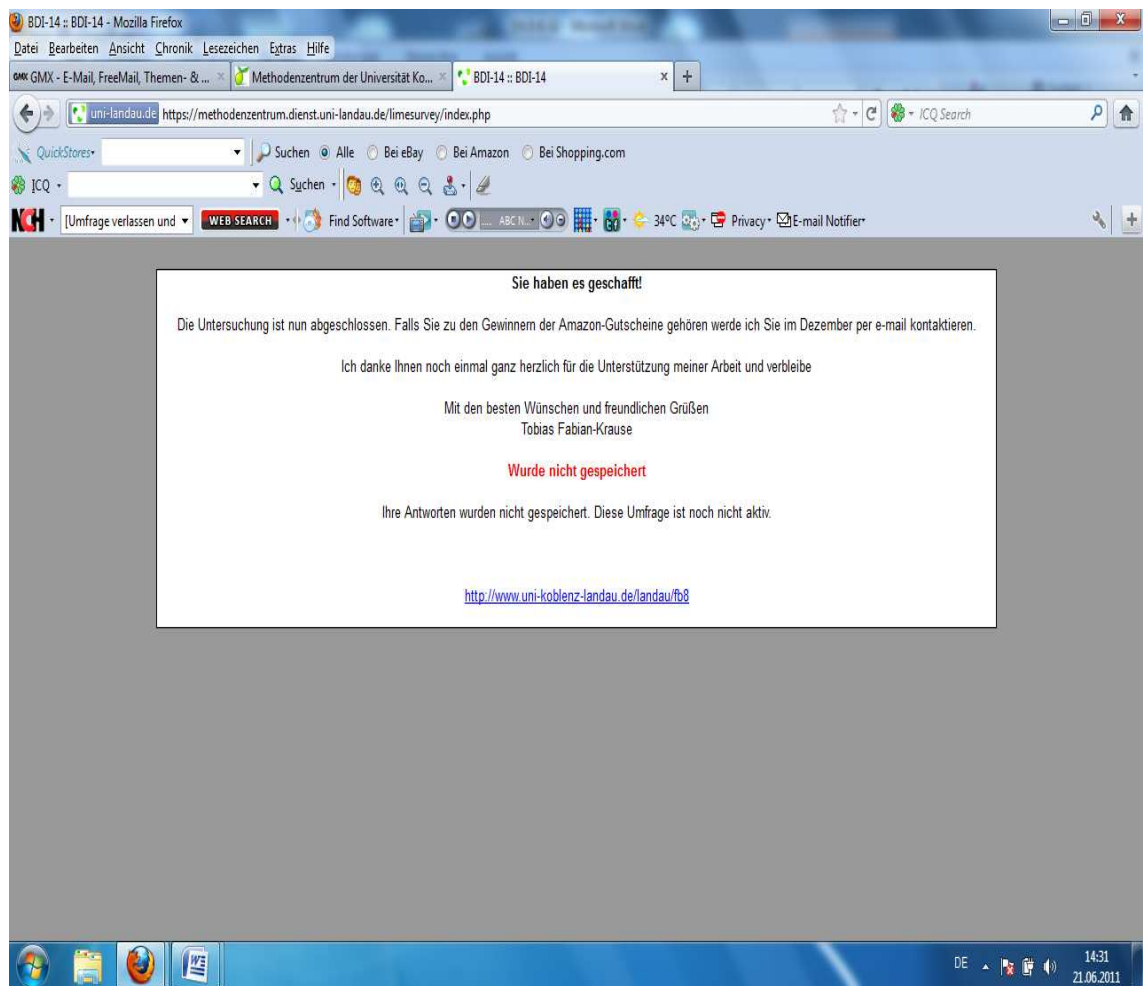 BDI-14 :: BDI-14 - Mozilla Firefox
Datei Bearbeiten Ansicht Chronik Lesezeichen Extras Hilfe
GMX GMX - E-Mail, FreeMail, Themen- & ... Methodenzentrum der Universität Ko... BDI-14 :: BDI-14
uni-landau.de https://methodenzentrum.dienst.uni-landau.de/limesurvey/index.php ICQ Search
QuickStores Suchen Alle Bei eBay Bei Amazon Bei Shopping.com
ICQ Suchen
NCH [Umfrage verlassen und WEB SEARCH Find Software ABC N... GO 34°C Privacy E-mail Notifier
Sie haben es geschafft!
Die Untersuchung ist nun abgeschlossen. Falls Sie zu den Gewinnern der Amazon-Gutscheine gehören werde ich Sie im Dezember per e-mail kontaktieren.
Ich danke Ihnen noch einmal ganz herzlich für die Unterstützung meiner Arbeit und verbleibe
Mit den besten Wünschen und freundlichen Grüßen
Tobias Fabian-Krause
Wurde nicht gespeichert
Ihre Antworten wurden nicht gespeichert. Diese Umfrage ist noch nicht aktiv.
http://www.uni-koblenz-landau.de/landau/fb8
DE 14:31
21.06.2011